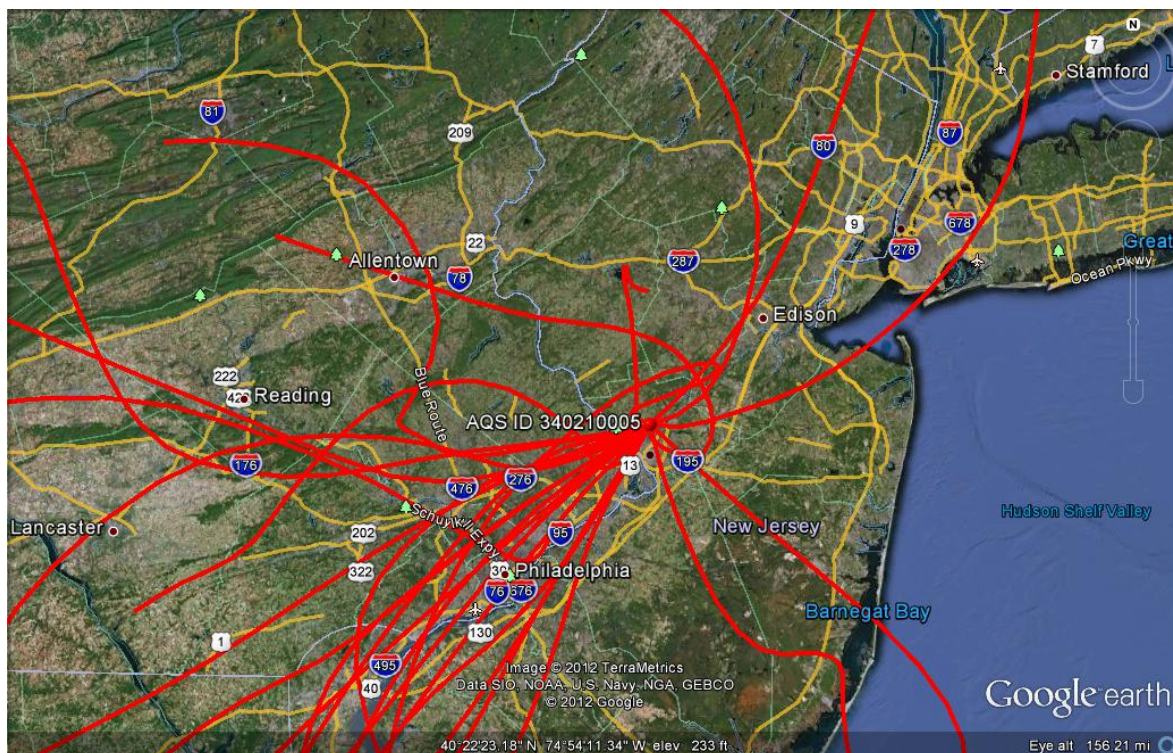 N
7
Stamford
81
209
80
87
9
678
22
287
278
Great
Allentown
78
Ocean Pkwy
Edison
222
Reading
Blue Route
AQS ID 340210005
176
13
195
476
276
Lancaster
202
Schuylkill Expy
95
New Jersey
Hudson Shelf Valley
322
30
Philadelphia
76
676
Barnegat Bay
1
130
495
40
Image © 2012 TerraMetrics
Data SIO, NOAA, U.S. Navy, NGA, GEBCO
© 2012 Google
Google earth
40°22'23.18" N 74°54'11.34" W elev 233 ft
Eye alt 156.21 mi